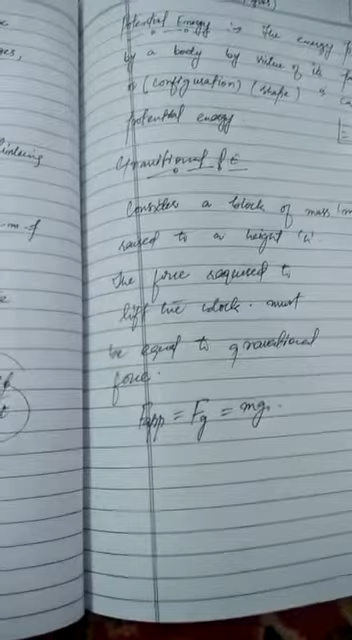 Potential Energy is the energy
by a body by virtue of its
or (configuration) (shape) is
potential energy.
Gravitational P.E
Consider a block of mass 'm
raised to a height 'h'
The force required to
lift the block must
be equal to gravitational
force.
Fapp = Fg = mg.